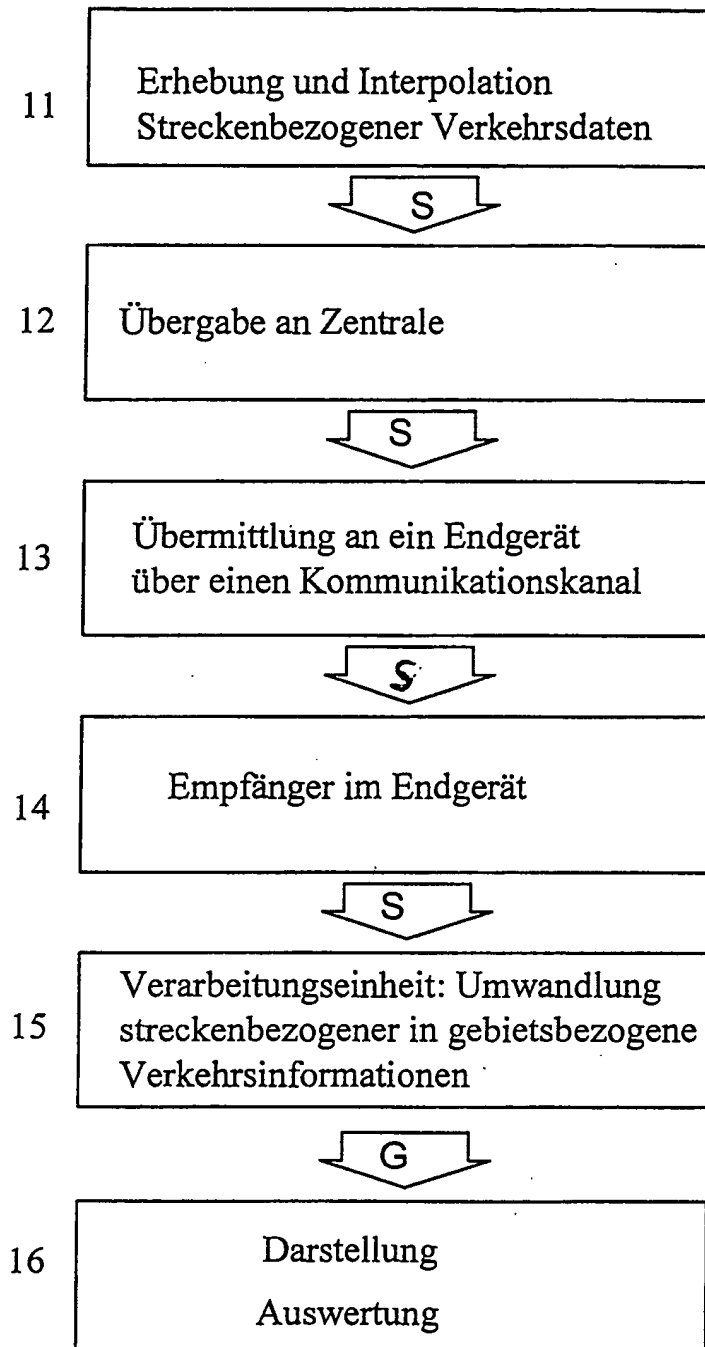 11
Erhebung und Interpolation
Streckenbezogener Verkehrsdaten
S
12
Übergabe an Zentrale
S
13
Übermittlung an ein Endgerät
über einen Kommunikationskanal
S
14
Empfänger im Endgerät
S
15
Verarbeitungseinheit: Umwandlung
streckenbezogener in gebietsbezogene
Verkehrsinformationen
G
16
Darstellung
Auswertung